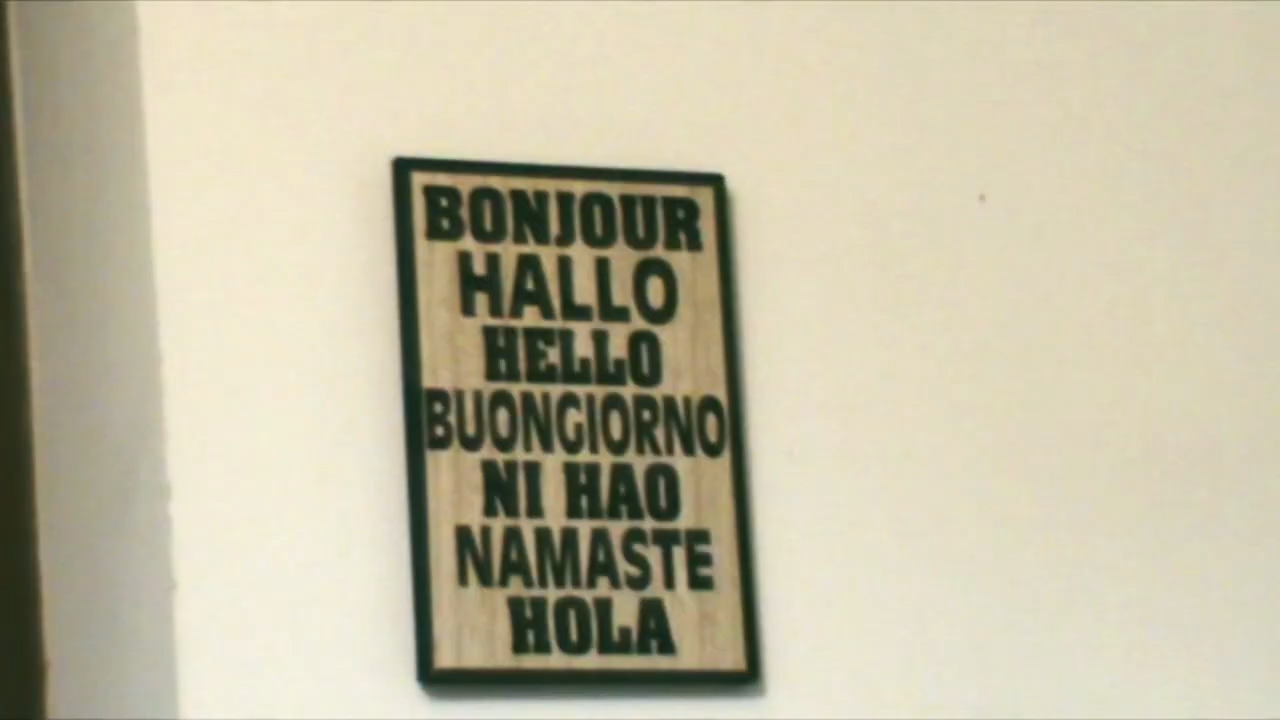 BONJOUR
HALLO
HELLO
BUONGIORNO
NI HAO
NAMASTE
HOLA